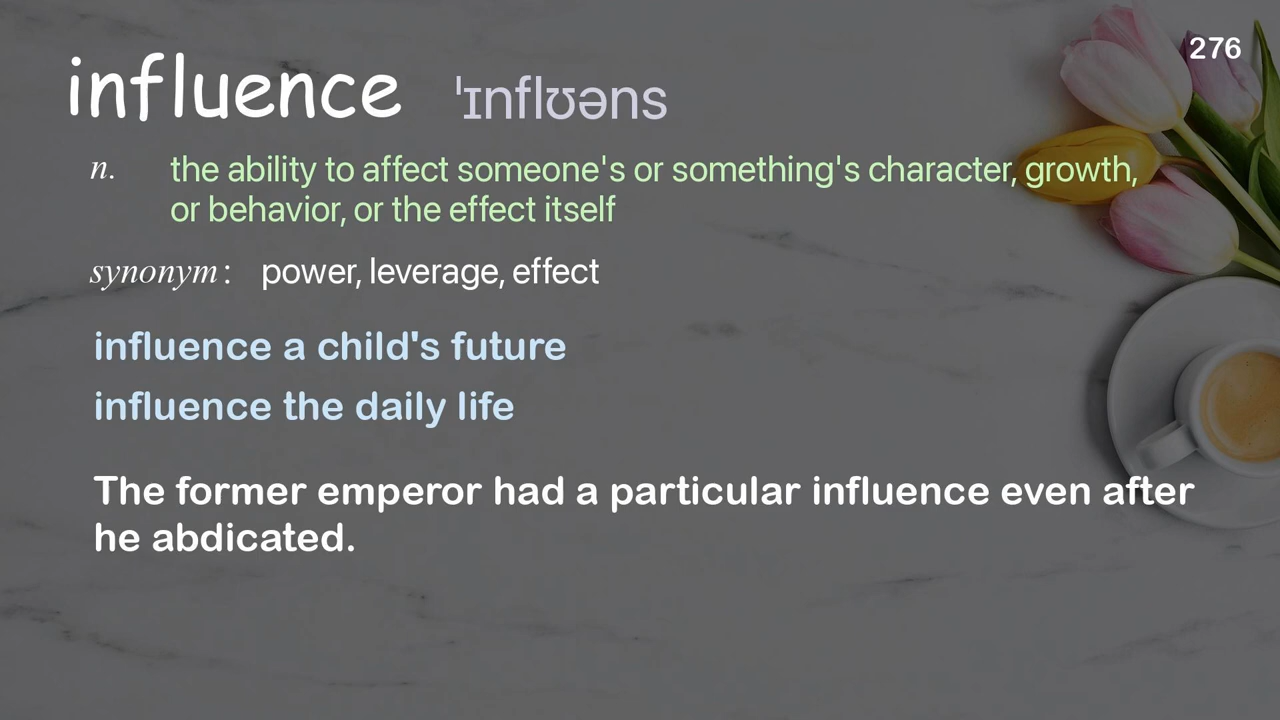 276
influence ˈɪnflʊəns
n. the ability to affect someone's or something's character, growth,
or behavior, or the effect itself
synonym: power, leverage, effect
influence a child's future
influence the daily life
The former emperor had a particular influence even after
he abdicated.